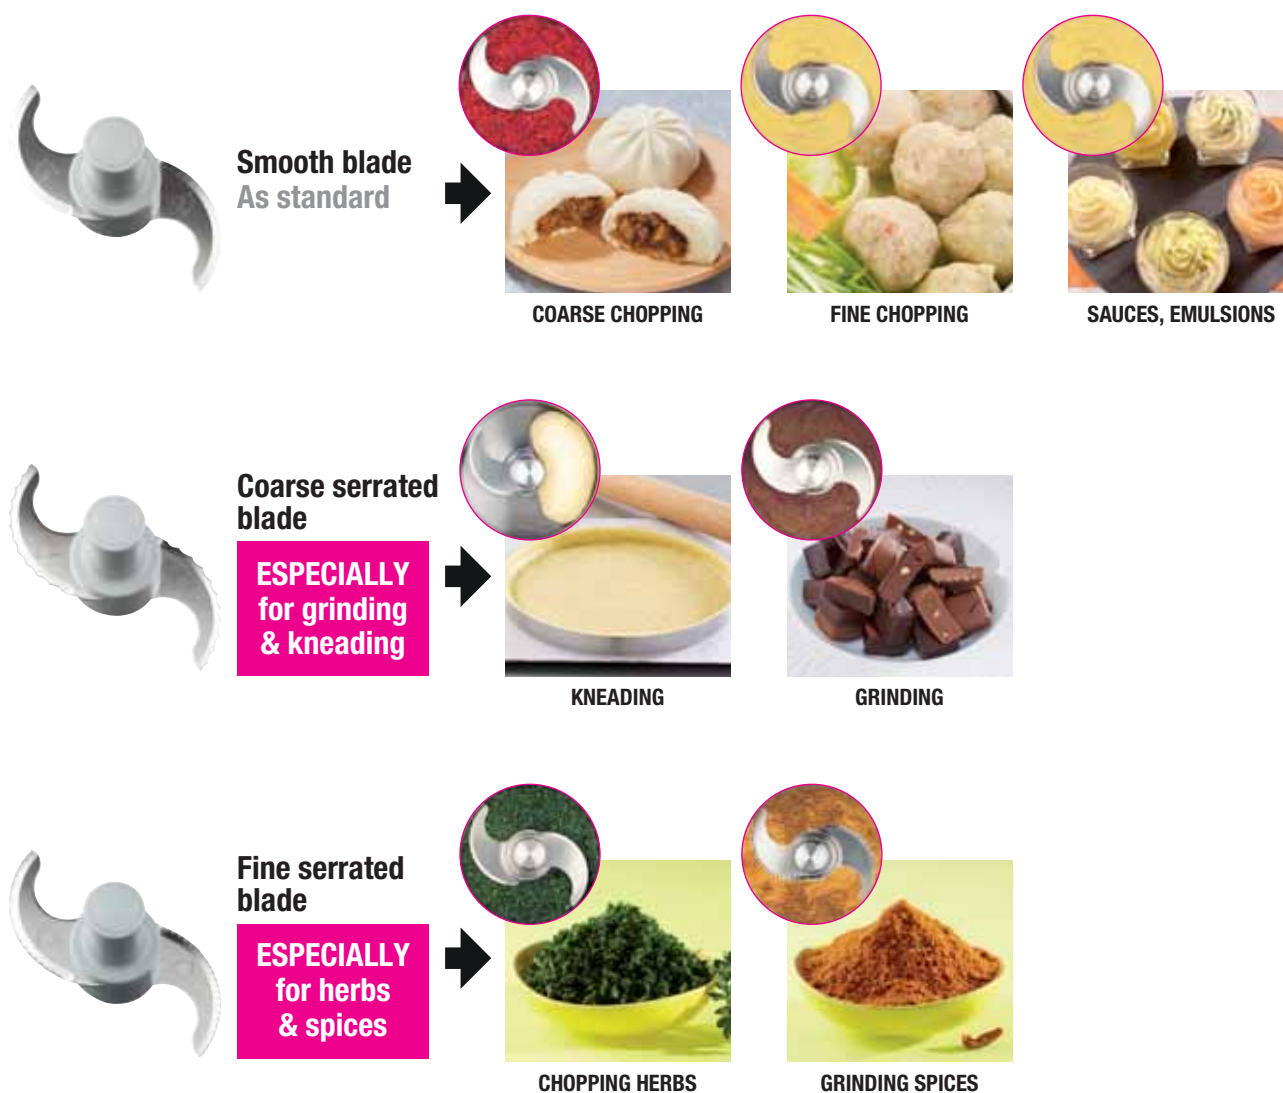 Smooth blade
As standard
COARSE CHOPPING
FINE CHOPPING
SAUCES, EMULSIONS
Coarse serrated
blade
ESPECIALLY
for grinding
& kneading
KNEADING
GRINDING
Fine serrated
blade
ESPECIALLY
for herbs
& spices
CHOPPING HERBS
GRINDING SPICES